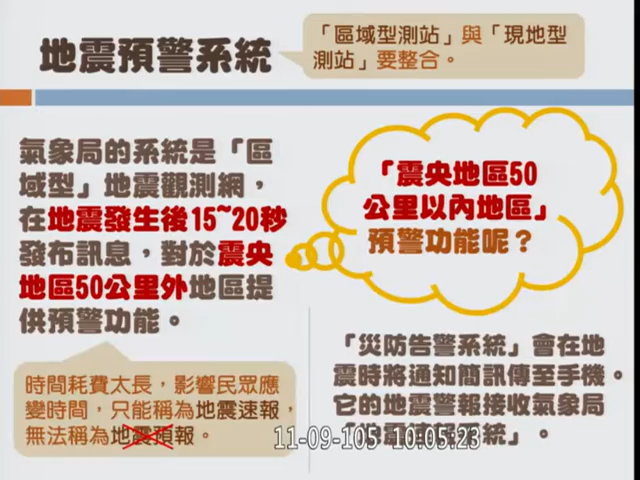 地震預警系統
「區域型測站」與「現地型
測站」要整合。
氣象局的系統是「區
域型」地震觀測網，
在地震發生後15~20秒
發布訊息，對於震央
地區50公里外地區提
供預警功能。
時間耗費太長，影響民眾應
變時間，只能稱為地震速報，
無法稱為地震預報。
「震央地區50
公里以內地區」
預警功能呢？
「災防告警系統」會在地
震時將通知簡訊傳至手機。
它的地震警報接收氣象局
「地震速報系統」。
11-09-105 10:05:23